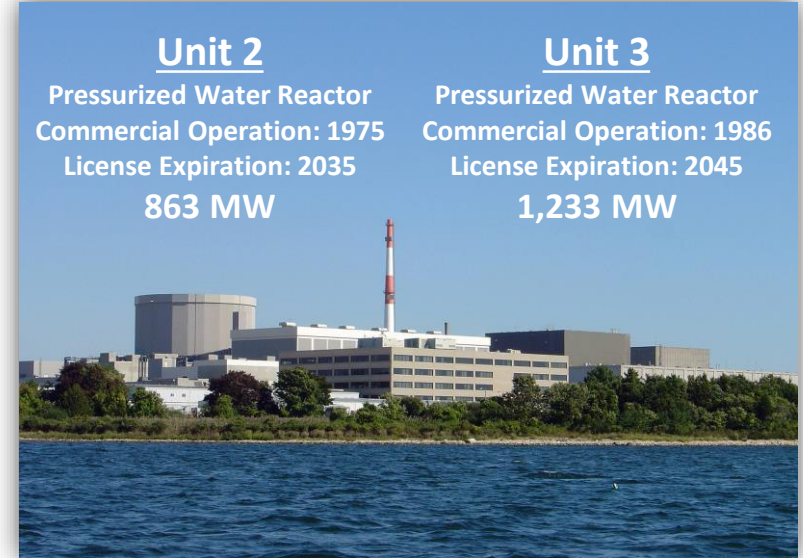 Unit 2
Pressurized Water Reactor
Commercial Operation: 1975
License Expiration: 2035
863 MW
Unit 3
Pressurized Water Reactor
Commercial Operation: 1986
License Expiration: 2045
1,233 MW